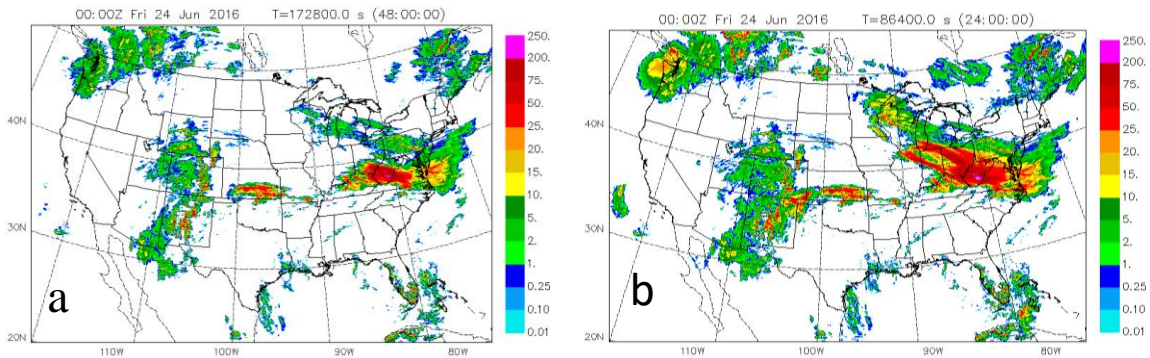 00:00Z Fri 24 Jun 2016 T=172800.0 s (48:00:00)
250.
200.
75.
50.
25.
20.
15.
10.
5.
2.
1.
0.25
0.10
0.01
40N
30N
20N
110W 100W 90W 80W
a
00:00Z Fri 24 Jun 2016 T=86400.0 s (24:00:00)
250.
200.
75.
50.
25.
20.
15.
10.
5.
2.
1.
0.25
0.10
0.01
40N
30N
20N
110W 100W 90W 80W
b